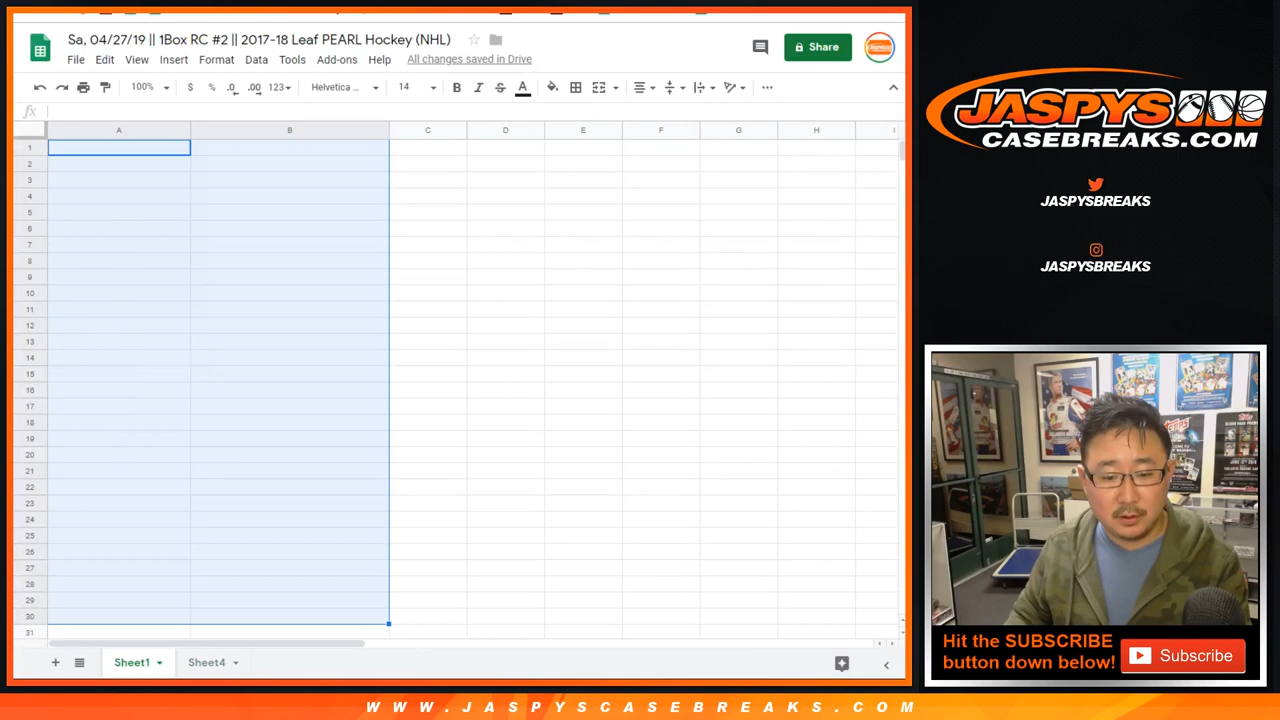 Sa, 04/27/19 || 1Box RC #2 || 2017-18 Leaf PEARL Hockey (NHL)
File Edit View Insert Format Data Tools Add-ons Help All changes saved in Drive
Share
100% $ % .0 .00 123 Helvetica ... 14 B I S A
fx
A B C D E F G H I
1
2
3
4
5
6
7
8
9
10
11
12
13
14
15
16
17
18
19
20
21
22
23
24
25
26
27
28
29
30
31
Sheet1 Sheet4
JASPYS
CASEBREAKS.COM
JASPYSBREAKS
JASPYSBREAKS
Hit the SUBSCRIBE
button down below!
Subscribe
WWW.JASPYSCASEBREAKS.COM